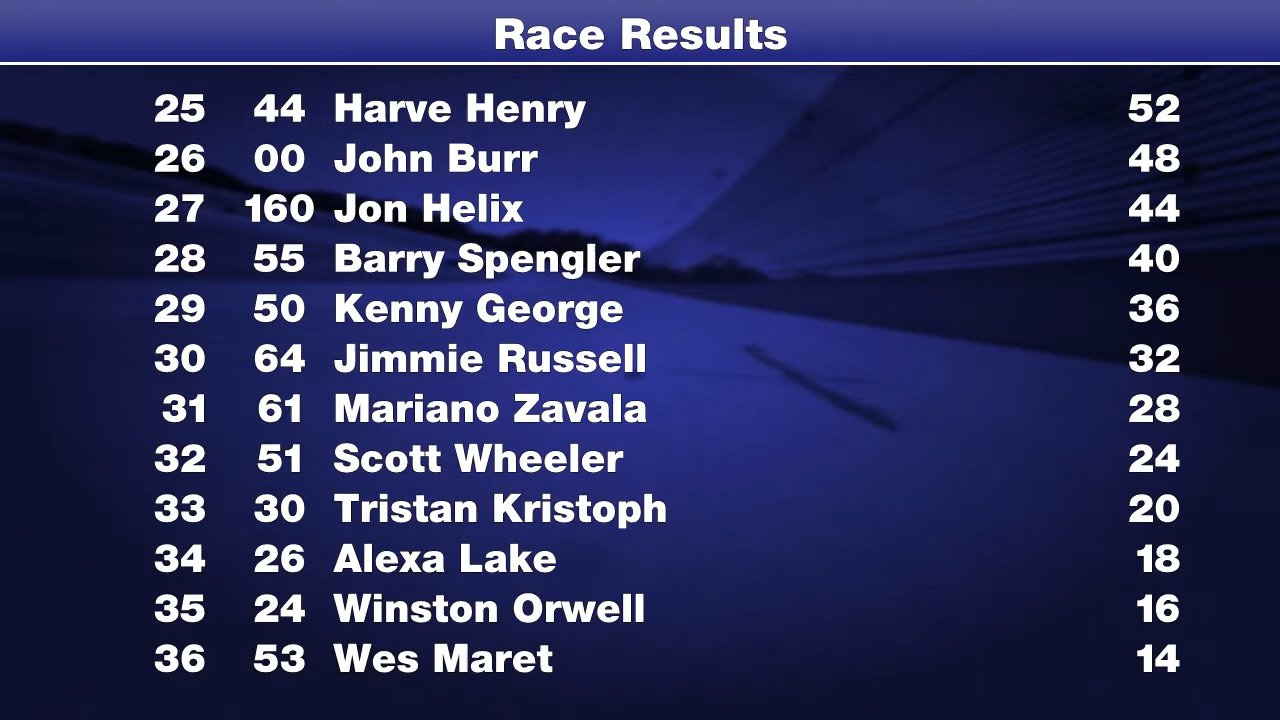 Race Results
25 44 Harve Henry 52
26 00 John Burr 48
27 160 Jon Helix 44
28 55 Barry Spengler 40
29 50 Kenny George 36
30 64 Jimmie Russell 32
31 61 Mariano Zavala 28
32 51 Scott Wheeler 24
33 30 Tristan Kristoph 20
34 26 Alexa Lake 18
35 24 Winston Orwell 16
36 53 Wes Maret 14